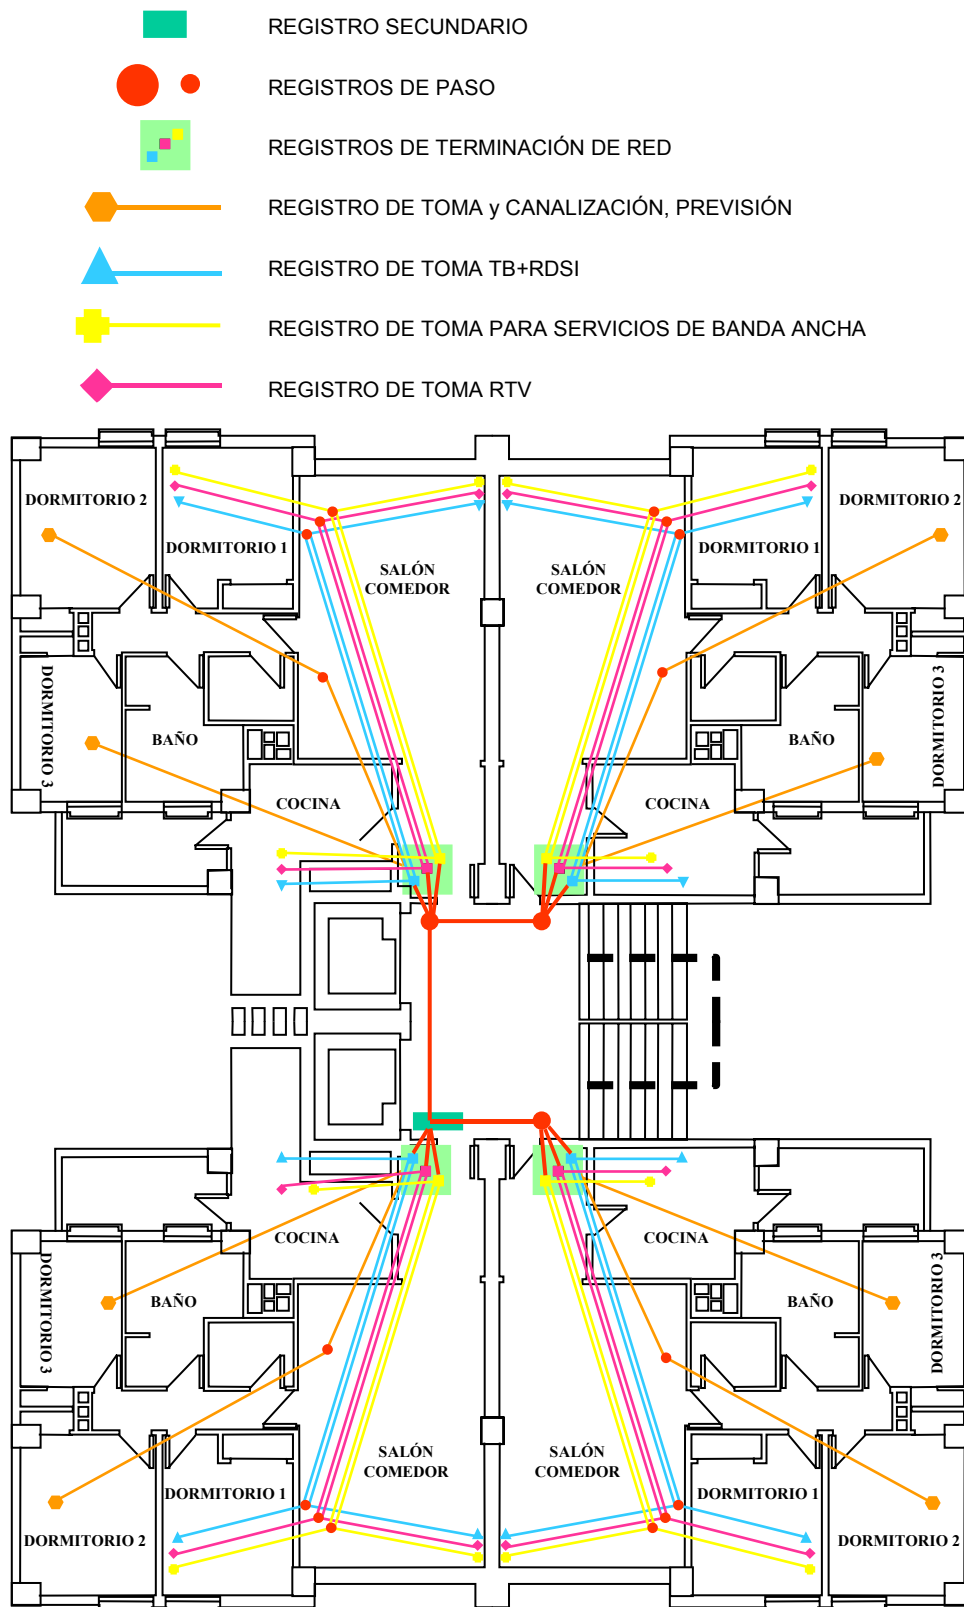 REGISTRO SECUNDARIO
REGISTROS DE PASO
REGISTROS DE TERMINACIÓN DE RED
REGISTRO DE TOMA y CANALIZACIÓN, PREVISIÓN
REGISTRO DE TOMA TB+RDSI
REGISTRO DE TOMA PARA SERVICIOS DE BANDA ANCHA
REGISTRO DE TOMA RTV
DORMITORIO 2
DORMITORIO 1
SALÓN
COMEDOR
SALÓN
COMEDOR
DORMITORIO 1
DORMITORIO 2
DORMITORIO 3
BAÑO
COCINA
COCINA
BAÑO
DORMITORIO 3
DORMITORIO 3
BAÑO
COCINA
COCINA
BAÑO
DORMITORIO 3
DORMITORIO 2
DORMITORIO 1
SALÓN
COMEDOR
SALÓN
COMEDOR
DORMITORIO 1
DORMITORIO 2